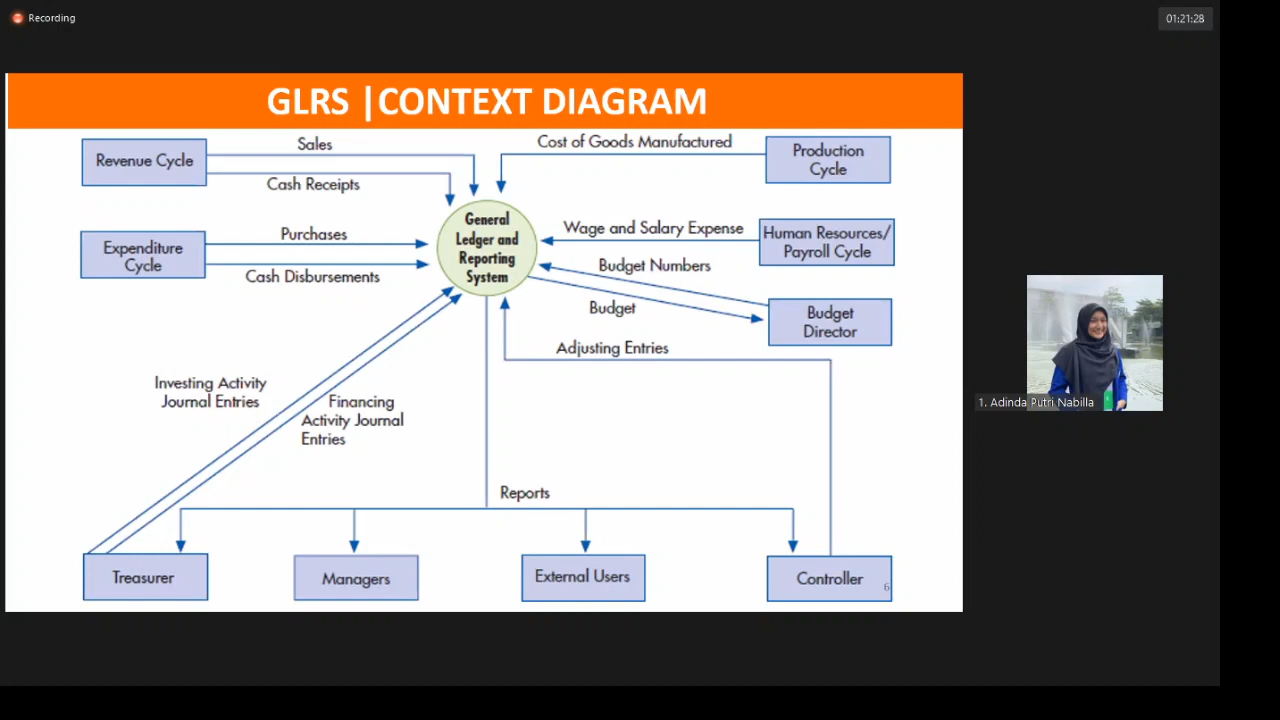 Recording
01:21:28
GLRS |CONTEXT DIAGRAM
Revenue Cycle
Sales
Cash Receipts
Cost of Goods Manufactured
Production
Cycle
Expenditure
Cycle
Purchases
Cash Disbursements
General
Ledger and
Reporting
System
Wage and Salary Expense
Human Resources/
Payroll Cycle
Budget Numbers
Budget
Budget
Director
Adjusting Entries
Investing Activity
Journal Entries
Financing
Activity Journal
Entries
Reports
Treasurer
Managers
External Users
Controller
6
1. Adinda Putri Nabilla